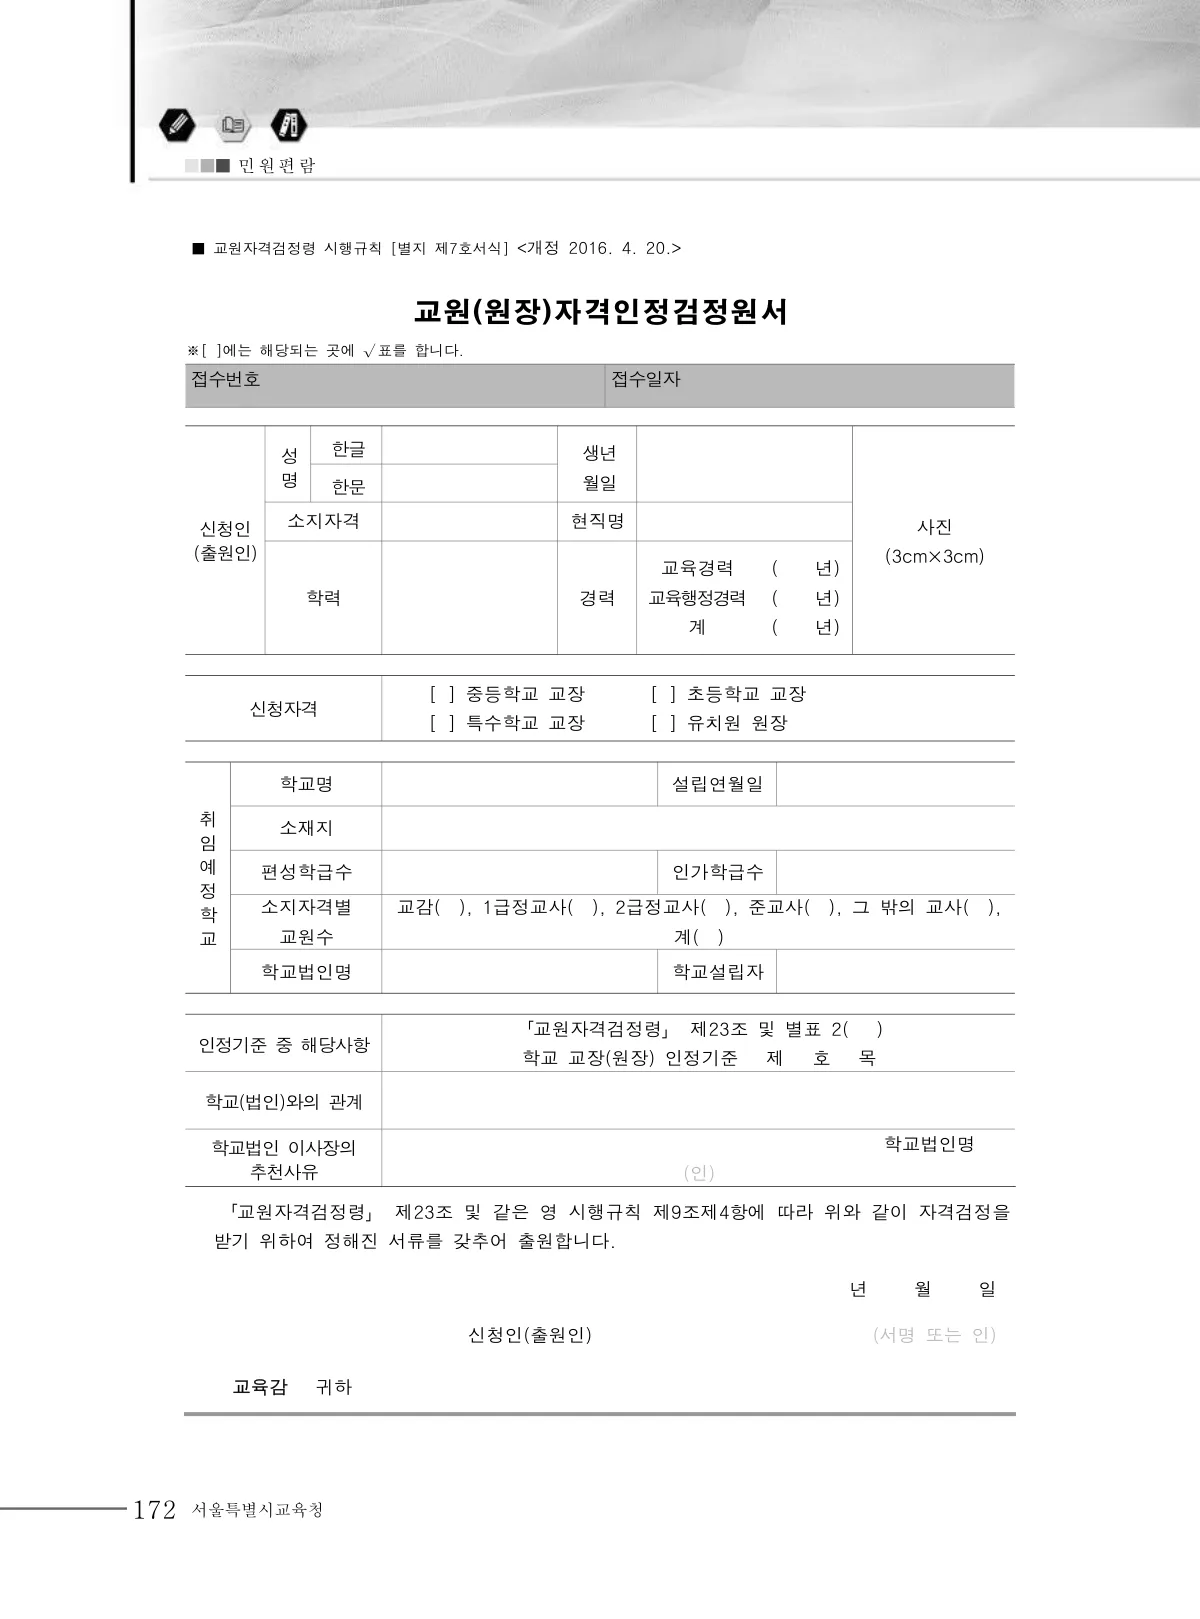 민원편람
■ 교원자격검정령 시행규칙 [별지 제7호서식] <개정 2016. 4. 20.>
교원(원장)자격인정검정원서
※[ ]에는 해당되는 곳에 √표를 합니다.
접수번호 접수일자
신청인
(출원인)
성
명
한글
한문
생년
월일
소지자격
현직명
학력
경력
교육경력 ( 년)
교육행정경력 ( 년)
계 ( 년)
사진
(3cm×3cm)
신청자격
[ ] 중등학교 교장 [ ] 초등학교 교장
[ ] 특수학교 교장 [ ] 유치원 원장
취
임
예
정
학
교
학교명 설립연월일
소재지
편성학급수 인가학급수
소지자격별
교원수
교감( ), 1급정교사( ), 2급정교사( ), 준교사( ), 그 밖의 교사( ),
계( )
학교법인명 학교설립자
인정기준 중 해당사항
「교원자격검정령」 제23조 및 별표 2( )
학교 교장(원장) 인정기준 제 호 목
학교(법인)와의 관계
학교법인 이사장의
추천사유
학교법인명
(인)
「교원자격검정령」 제23조 및 같은 영 시행규칙 제9조제4항에 따라 위와 같이 자격검정을
받기 위하여 정해진 서류를 갖추어 출원합니다.
년 월 일
신청인(출원인) (서명 또는 인)
교육감 귀하
172 서울특별시교육청